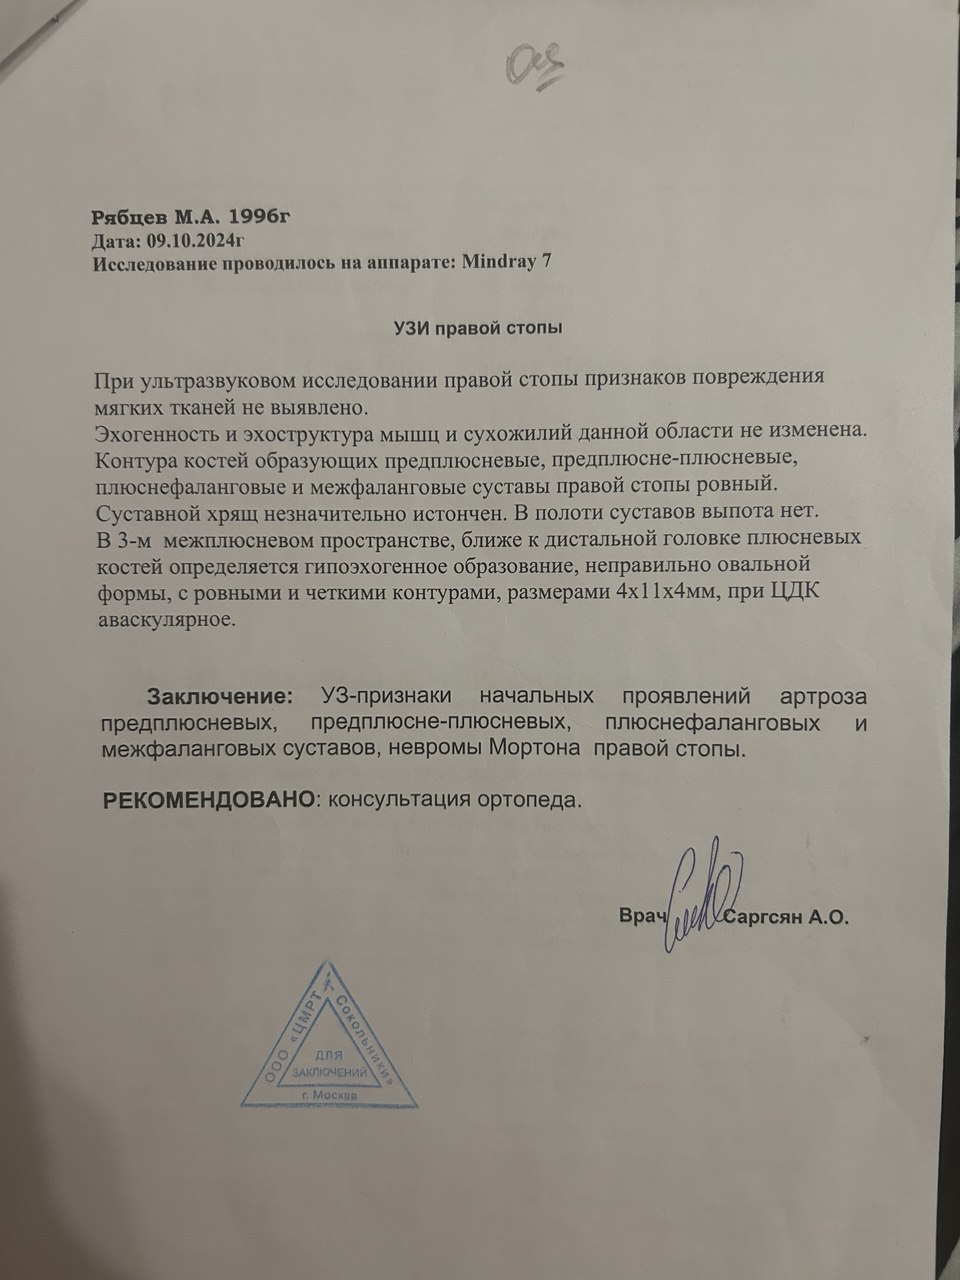 Рябцев М.А. 1996г
Дата: 09.10.2024г
Исследование проводилось на аппарате: Mindray 7
УЗИ правой стопы
При ультразвуковом исследовании правой стопы признаков повреждения
мягких тканей не выявлено.
Эхогенность и эхоструктура мышц и сухожилий данной области не изменена.
Контура костей образующих предплюсневые, предплюсне-плюсневые,
плюснефаланговые и межфаланговые суставы правой стопы ровный.
Суставной хрящ незначительно истончен. В полоти суставов выпота нет.
В 3-м межплюсневом пространстве, ближе к дистальной головке плюсневых
костей определяется гипоэхогенное образование, неправильно овальной
формы, с ровными и четкими контурами, размерами 4х11х4мм, при ЦДК
аваскулярное.
Заключение: УЗ-признаки начальных проявлений артроза
предплюсневых, предплюсне-плюсневых, плюснефаланговых и
межфаланговых суставов, невромы Мортона правой стопы.
РЕКОМЕНДОВАНО: консультация ортопеда.
Врач Саргсян А.О.
ООО «ЦМРТ Сокольники»
ДЛЯ
ЗАКЛЮЧЕНИЙ
г. Москва